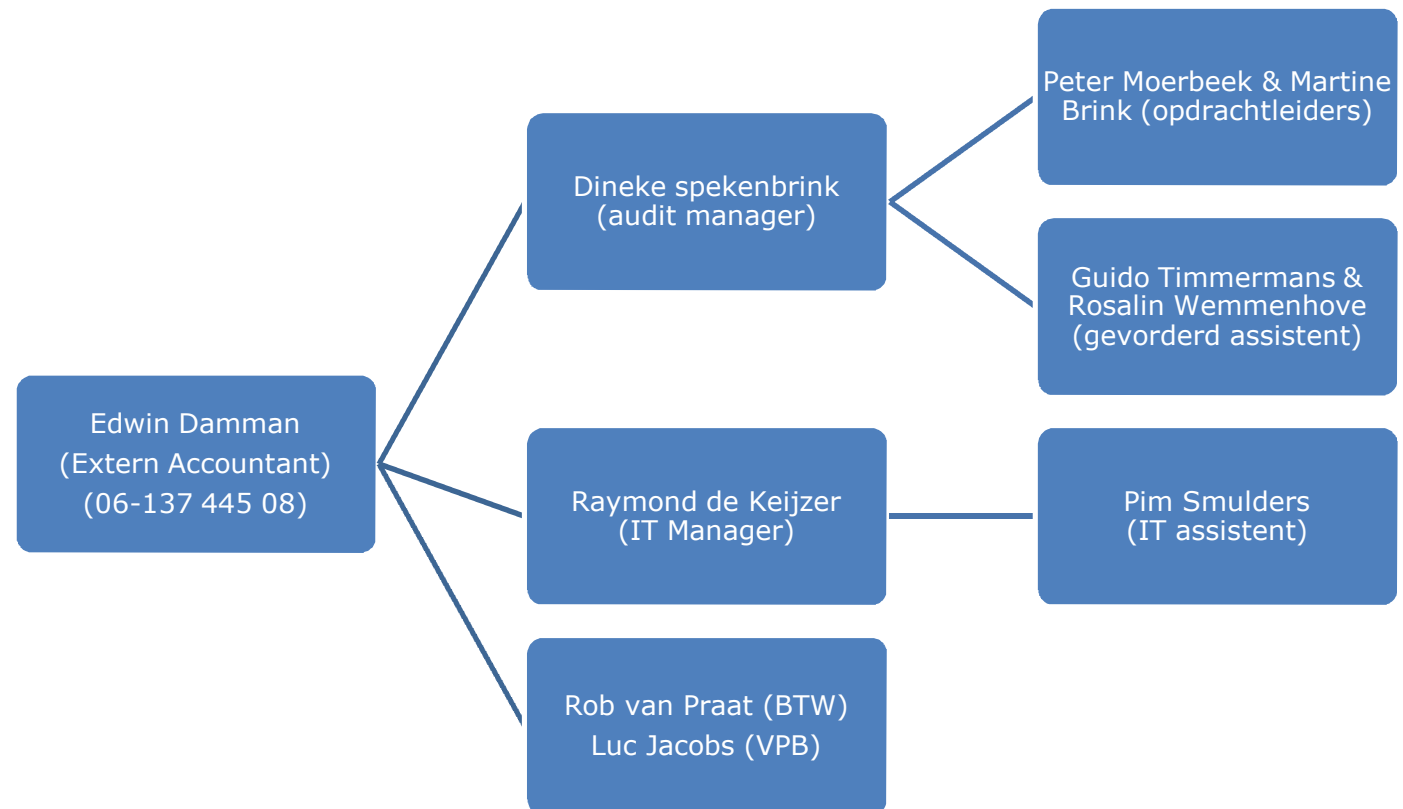 Peter Moerbeek & Martine
Brink (opdrachtleiders)
Dineke spekenbrink
(audit manager)
Guido Timmermans &
Rosalin Wemmenhove
(gevorderd assistent)
Edwin Damman
(Extern Accountant)
(06-137 445 08)
Raymond de Keijzer
(IT Manager)
Pim Smulders
(IT assistent)
Rob van Praat (BTW)
Luc Jacobs (VPB)